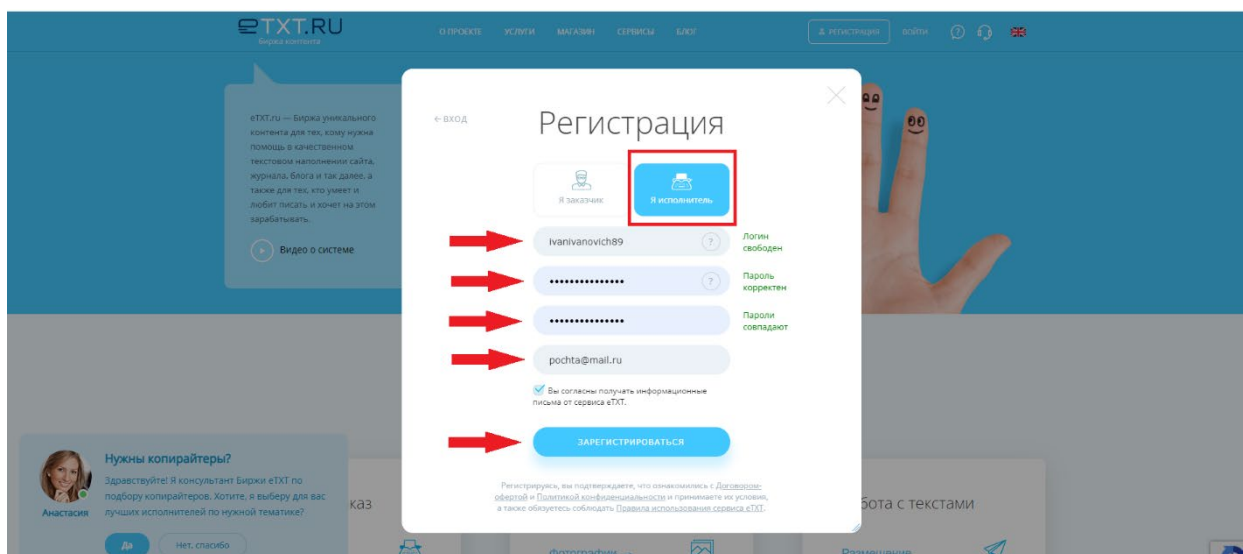 eTXT.RU
Биржа контента
О ПРОЕКТЕ УСЛУГИ МАГАЗИН СЕРВИСЫ БЛОГ
РЕГИСТРАЦИЯ ВОЙТИ ?
eTXT.ru — Биржа уникального
контента для тех, кому нужна
помощь в качественном
текстовом наполнении сайта,
журнала, блога и так далее, а
также для тех, кто умеет и
любит писать и хочет на этом
зарабатывать.
Видео о системе
←ВХОД
Регистрация
Я заказчик
Я исполнитель
ivanivanovich89 ?
Логин
свободен
••••••••••••••• ?
Пароль
корректен
•••••••••••••••
Пароли
совпадают
pochta@mail.ru
Вы согласны получать информационные
письма от сервиса eTXT.
ЗАРЕГИСТРИРОВАТЬСЯ
Регистрируясь, вы подтверждаете, что ознакомились с Договором-
офертой и Политикой конфиденциальности и принимаете их условия,
а также обязуетесь соблюдать Правила использования сервиса eTXT.
Нужны копирайтеры?
Здравствуйте! Я консультант Биржи eTXT по
подбору копирайтеров. Хотите, я выберу для вас
лучших исполнителей по нужной тематике?
Анастасия
Да
Нет, спасибо
каз
бота с текстами
Фотографии →
Размещение